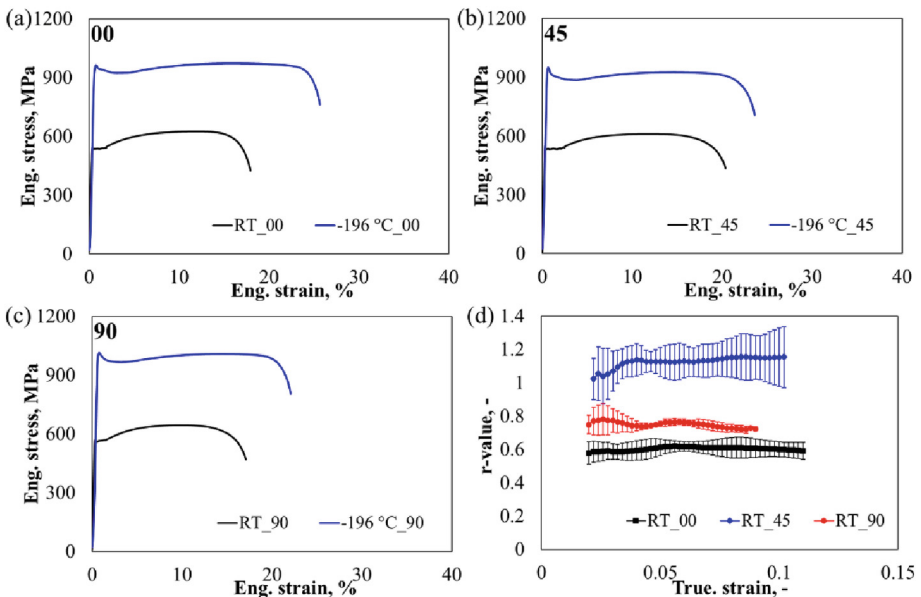 (a)
00
Eng. stress, MPa
1200
900
600
300
0
RT_00
-196 °C_00
0 10 20 30 40
Eng. strain, %
(b)
45
Eng. stress, MPa
1200
900
600
300
0
RT_45
-196 °C_45
0 10 20 30 40
Eng. strain, %
(c)
90
Eng. stress, MPa
1200
900
600
300
0
RT_90
-196 °C_90
0 10 20 30 40
Eng. strain, %
(d)
r-value, -
1.4
1.2
1
0.8
0.6
0.4
0.2
0
RT_00 RT_45 RT_90
0 0.05 0.1 0.15
True. strain, -